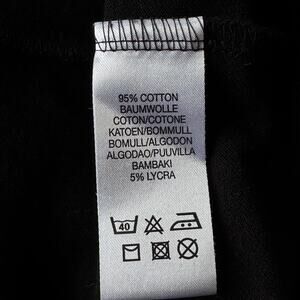 95% COTTON
BAUMWOLLE
COTON/COTONE
KATOEN/BOMMULL
BOMULL/ALGODON
ALGODAO/PUUVILLA
BAMBAKI
5% LYCRA
40